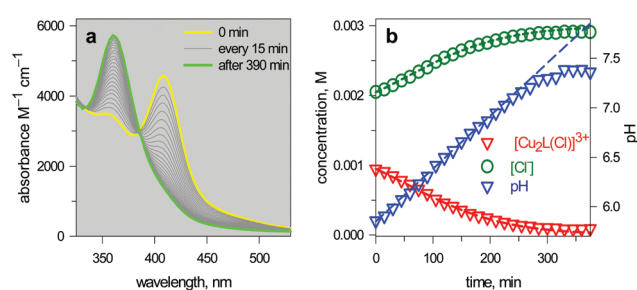 a
0 min
every 15 min
after 390 min
absorbance M⁻¹ cm⁻¹
6000
4000
2000
0
350 400 450 500
wavelength, nm
b
concentration, M
0.003
0.002
0.001
0.000
[Cu₂L(Cl)]³⁺
[Cl⁻]
pH
7.5
7.0
6.5
6.0
pH
0 100 200 300
time, min